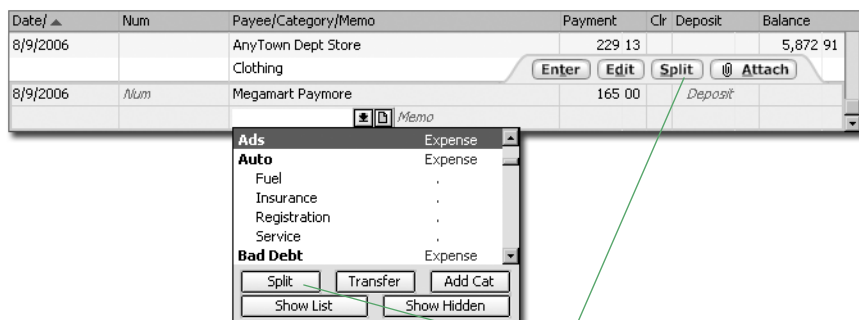 Date/ Num Payee/Category/Memo Payment Clr Deposit Balance
8/9/2006 AnyTown Dept Store 229 13 5,872 91
Clothing Enter Edit Split Attach
8/9/2006 Num Megamart Paymore 165 00 Deposit
Memo
Ads Expense
Auto Expense
Fuel .
Insurance .
Registration .
Service .
Bad Debt Expense
Split Transfer Add Cat
Show List Show Hidden